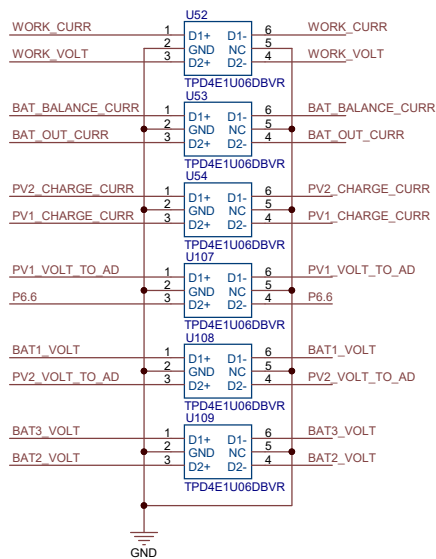 U52
WORK_CURR 1 D1+ D1- 6 WORK_CURR
2 GND NC 5
WORK_VOLT 3 D2+ D2- 4 WORK_VOLT
TPD4E1U06DBVR
U53
BAT_BALANCE_CURR 1 D1+ D1- 6 BAT_BALANCE_CURR
2 GND NC 5
BAT_OUT_CURR 3 D2+ D2- 4 BAT_OUT_CURR
TPD4E1U06DBVR
U54
PV2_CHARGE_CURR 1 D1+ D1- 6 PV2_CHARGE_CURR
2 GND NC 5
PV1_CHARGE_CURR 3 D2+ D2- 4 PV1_CHARGE_CURR
TPD4E1U06DBVR
U107
PV1_VOLT_TO_AD 1 D1+ D1- 6 PV1_VOLT_TO_AD
2 GND NC 5
P6.6 3 D2+ D2- 4 P6.6
TPD4E1U06DBVR
U108
BAT1_VOLT 1 D1+ D1- 6 BAT1_VOLT
2 GND NC 5
PV2_VOLT_TO_AD 3 D2+ D2- 4 PV2_VOLT_TO_AD
TPD4E1U06DBVR
U109
BAT3_VOLT 1 D1+ D1- 6 BAT3_VOLT
2 GND NC 5
BAT2_VOLT 3 D2+ D2- 4 BAT2_VOLT
TPD4E1U06DBVR
GND